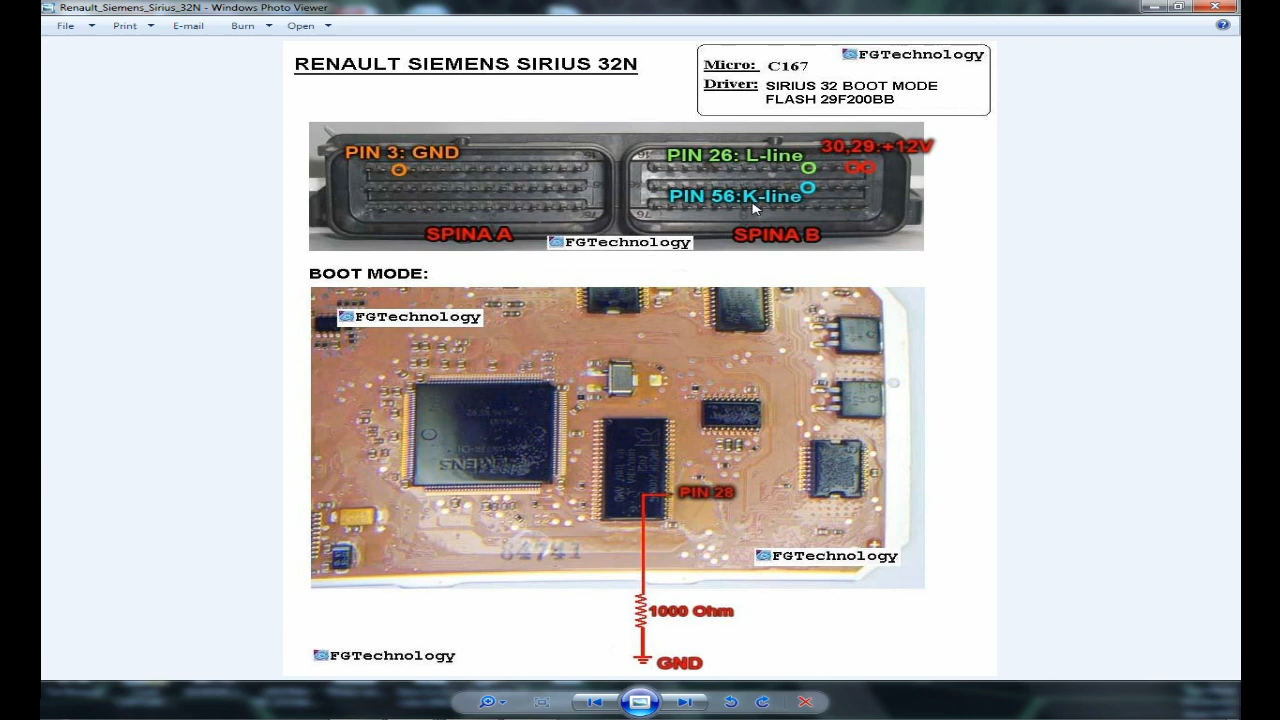 Renault_Siemens_Sirius_32N - Windows Photo Viewer
File Print E-mail Burn Open
RENAULT SIEMENS SIRIUS 32N
FGTechnology
Micro: C167
Driver: SIRIUS 32 BOOT MODE
FLASH 29F200BB
PIN 3: GND
PIN 26: L-line
30,29:+12V
PIN 56:K-line
SPINA A
FGTechnology
SPINA B
BOOT MODE:
FGTechnology
PIN 28
84741
FGTechnology
1000 Ohm
FGTechnology
GND